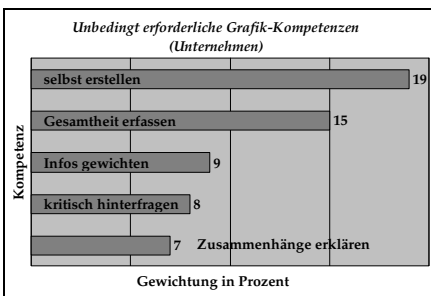 Unbedingt erforderliche Grafik-Kompetenzen
(Unternehmen)
Kompetenz
selbst erstellen 19
Gesamtheit erfassen 15
Infos gewichten 9
kritisch hinterfragen 8
7 Zusammenhänge erklären
Gewichtung in Prozent